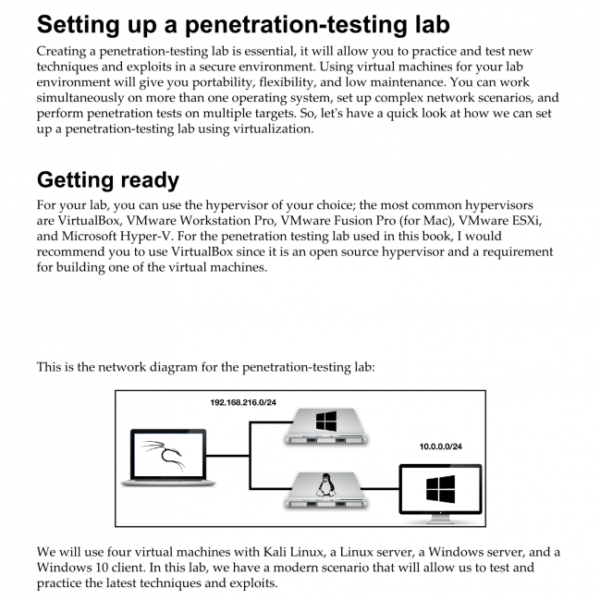 Setting up a penetration-testing lab
Creating a penetration-testing lab is essential, it will allow you to practice and test new
techniques and exploits in a secure environment. Using virtual machines for your lab
environment will give you portability, flexibility, and low maintenance. You can work
simultaneously on more than one operating system, set up complex network scenarios, and
perform penetration tests on multiple targets. So, let's have a quick look at how we can set
up a penetration-testing lab using virtualization.
Getting ready
For your lab, you can use the hypervisor of your choice; the most common hypervisors
are VirtualBox, VMware Workstation Pro, VMware Fusion Pro (for Mac), VMware ESXi,
and Microsoft Hyper-V. For the penetration testing lab used in this book, I would
recommend you to use VirtualBox since it is an open source hypervisor and a requirement
for building one of the virtual machines.
This is the network diagram for the penetration-testing lab:
192.168.216.0/24
10.0.0.0/24
We will use four virtual machines with Kali Linux, a Linux server, a Windows server, and a
Windows 10 client. In this lab, we have a modern scenario that will allow us to test and
practice the latest techniques and exploits.